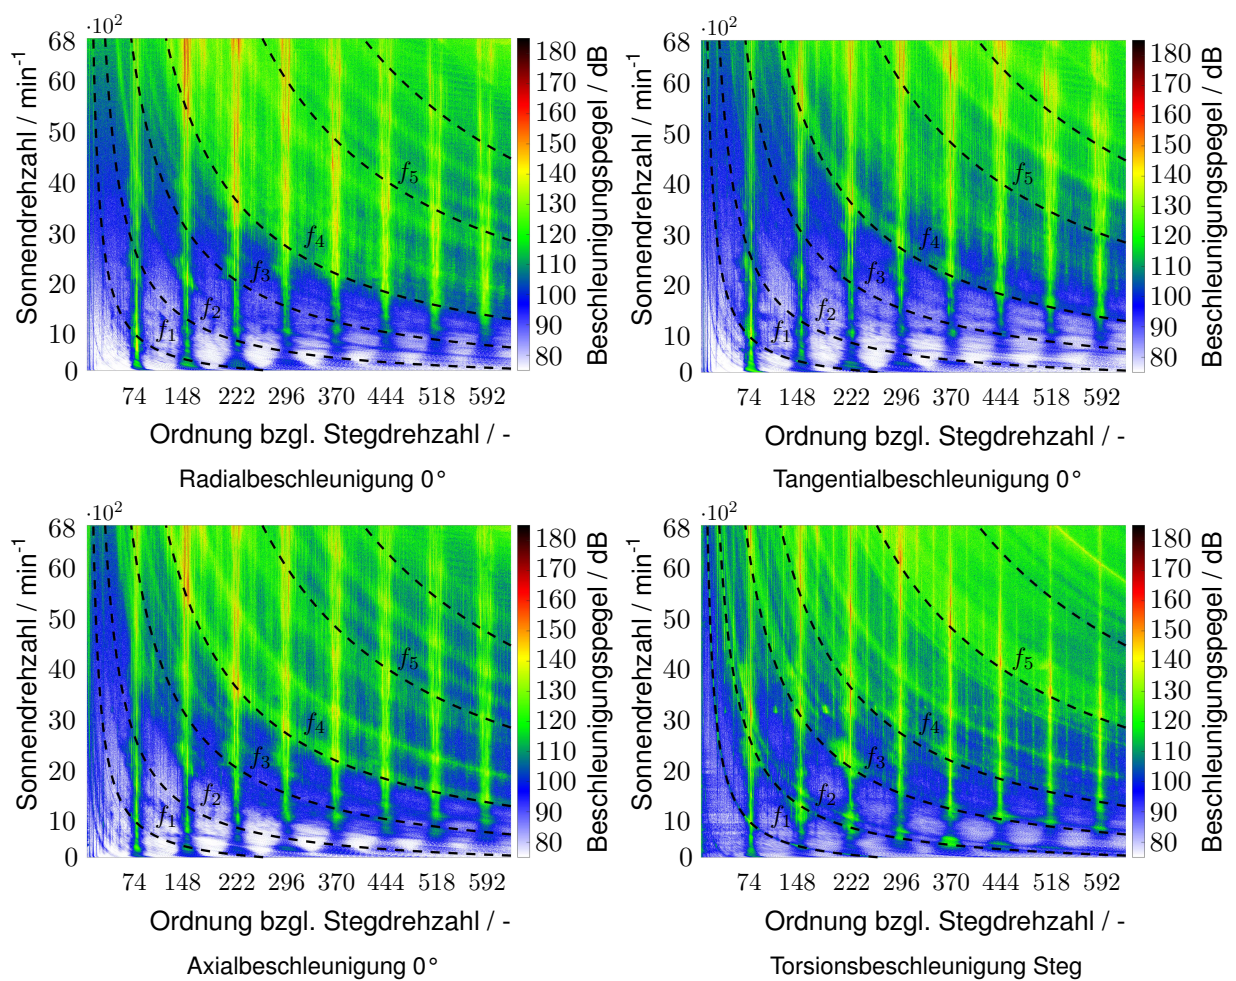 ·10²
68
60
50
40
30
20
10
0
Sonnendrehzahl / min⁻¹
f₁
f₂
f₃
f₄
f₅
74 148 222 296 370 444 518 592
Ordnung bzgl. Stegdrehzahl / -
180
170
160
150
140
130
120
110
100
90
80
Beschleunigungspegel / dB
Radialbeschleunigung 0°
·10²
68
60
50
40
30
20
10
0
Sonnendrehzahl / min⁻¹
f₁
f₂
f₃
f₄
f₅
74 148 222 296 370 444 518 592
Ordnung bzgl. Stegdrehzahl / -
180
170
160
150
140
130
120
110
100
90
80
Beschleunigungspegel / dB
Tangentialbeschleunigung 0°
·10²
68
60
50
40
30
20
10
0
Sonnendrehzahl / min⁻¹
f₁
f₂
f₃
f₄
f₅
74 148 222 296 370 444 518 592
Ordnung bzgl. Stegdrehzahl / -
180
170
160
150
140
130
120
110
100
90
80
Beschleunigungspegel / dB
Axialbeschleunigung 0°
·10²
68
60
50
40
30
20
10
0
Sonnendrehzahl / min⁻¹
f₁
f₂
f₃
f₄
f₅
74 148 222 296 370 444 518 592
Ordnung bzgl. Stegdrehzahl / -
180
170
160
150
140
130
120
110
100
90
80
Beschleunigungspegel / dB
Torsionsbeschleunigung Steg